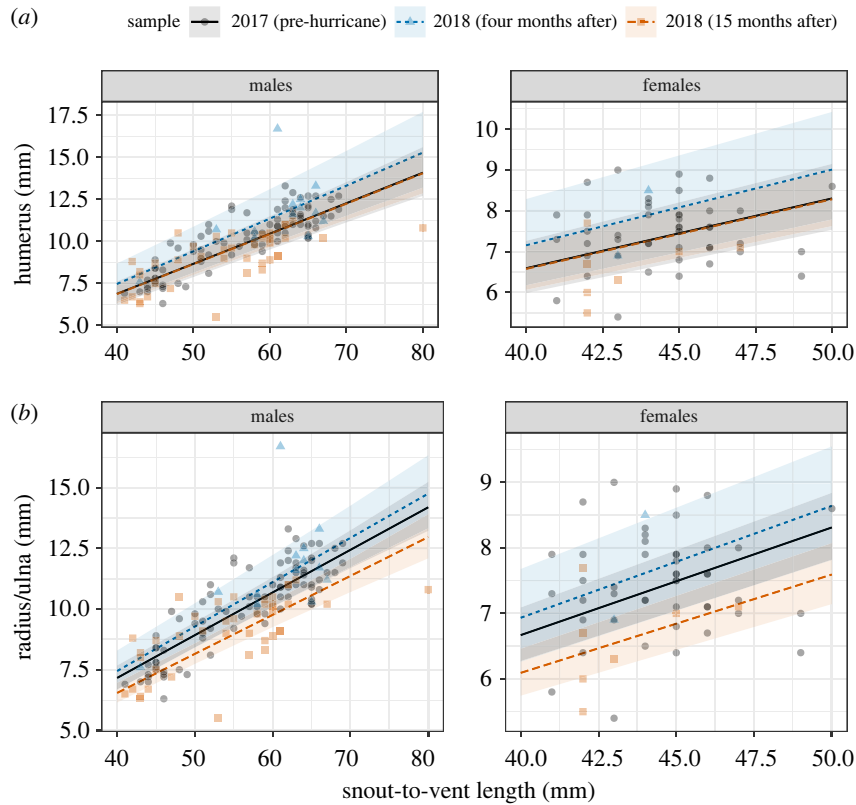 (a) sample 2017 (pre-hurricane) 2018 (four months after) 2018 (15 months after)
males females
humerus (mm)
17.5
15.0
12.5
10.0
7.5
5.0
40 50 60 70 80
10
9
8
7
6
40.0 42.5 45.0 47.5 50.0
(b)
males females
radius/ulna (mm)
15.0
12.5
10.0
7.5
5.0
40 50 60 70 80
9
8
7
6
40.0 42.5 45.0 47.5 50.0
snout-to-vent length (mm)